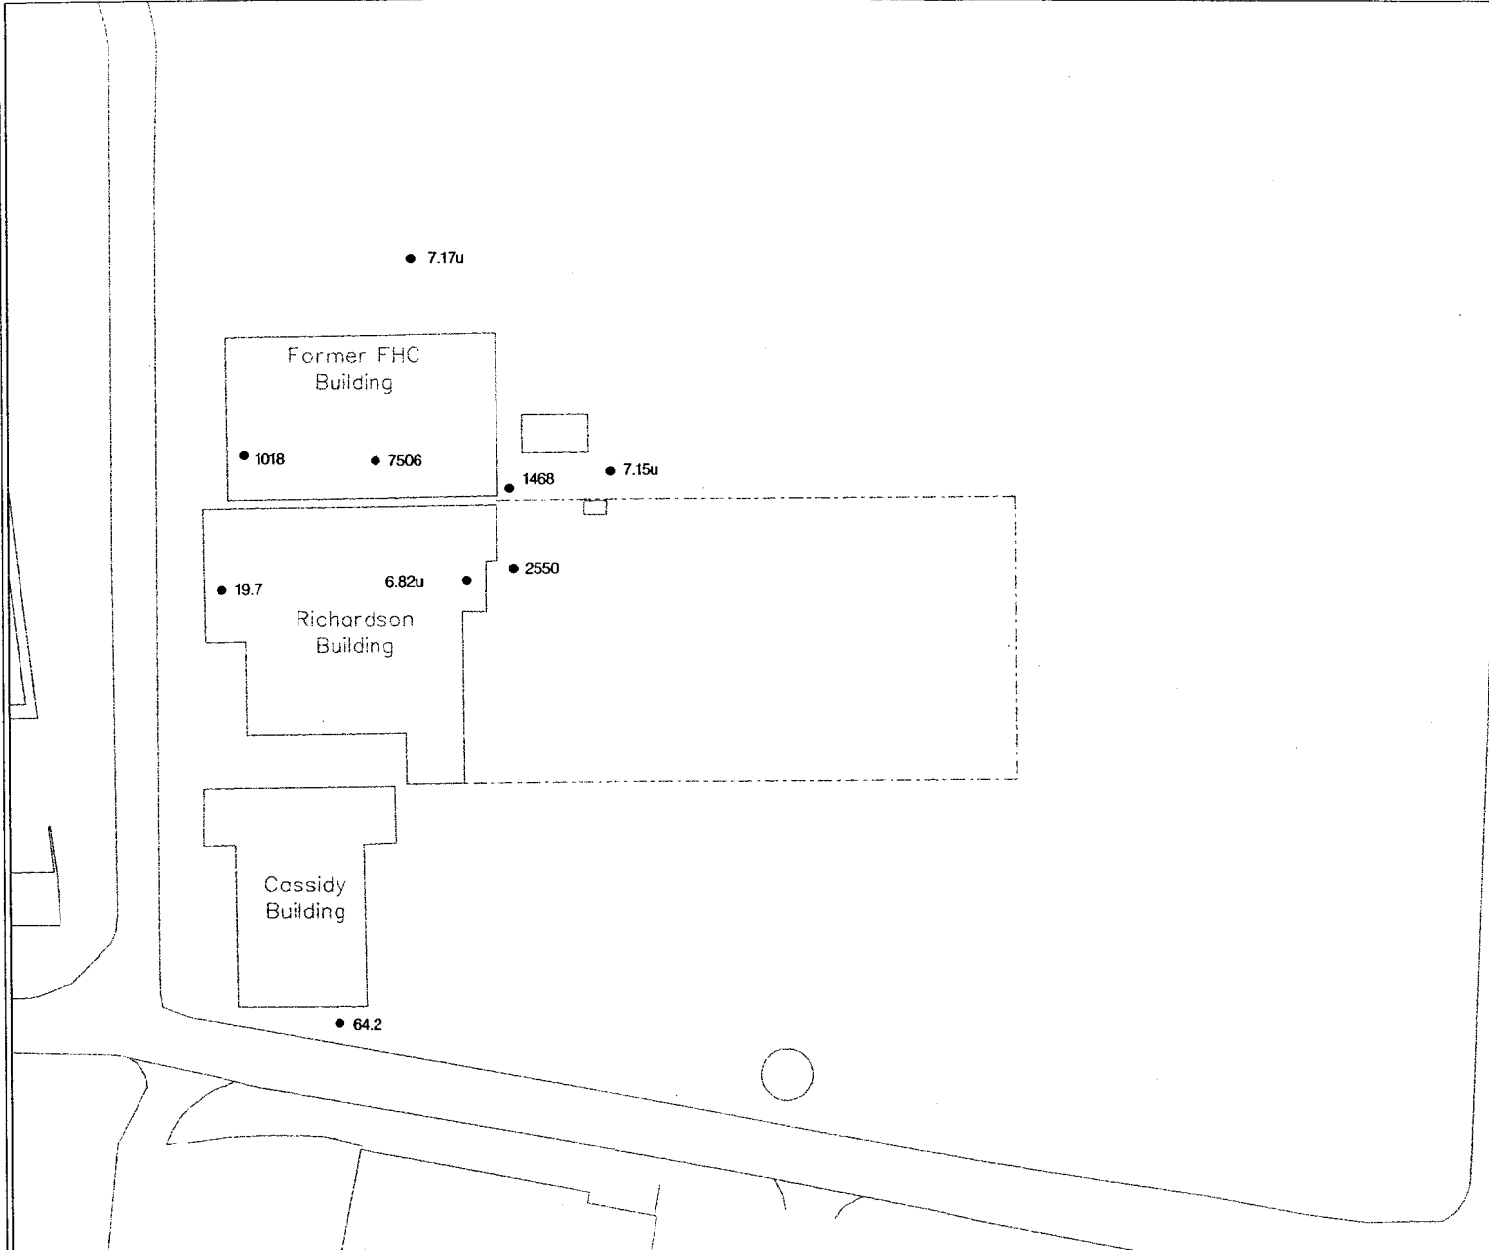 7.17u
Former FHC
Building
1018
7506
1468
7.15u
2550
6.82u
19.7
Richardson
Building
Cassidy
Building
64.2